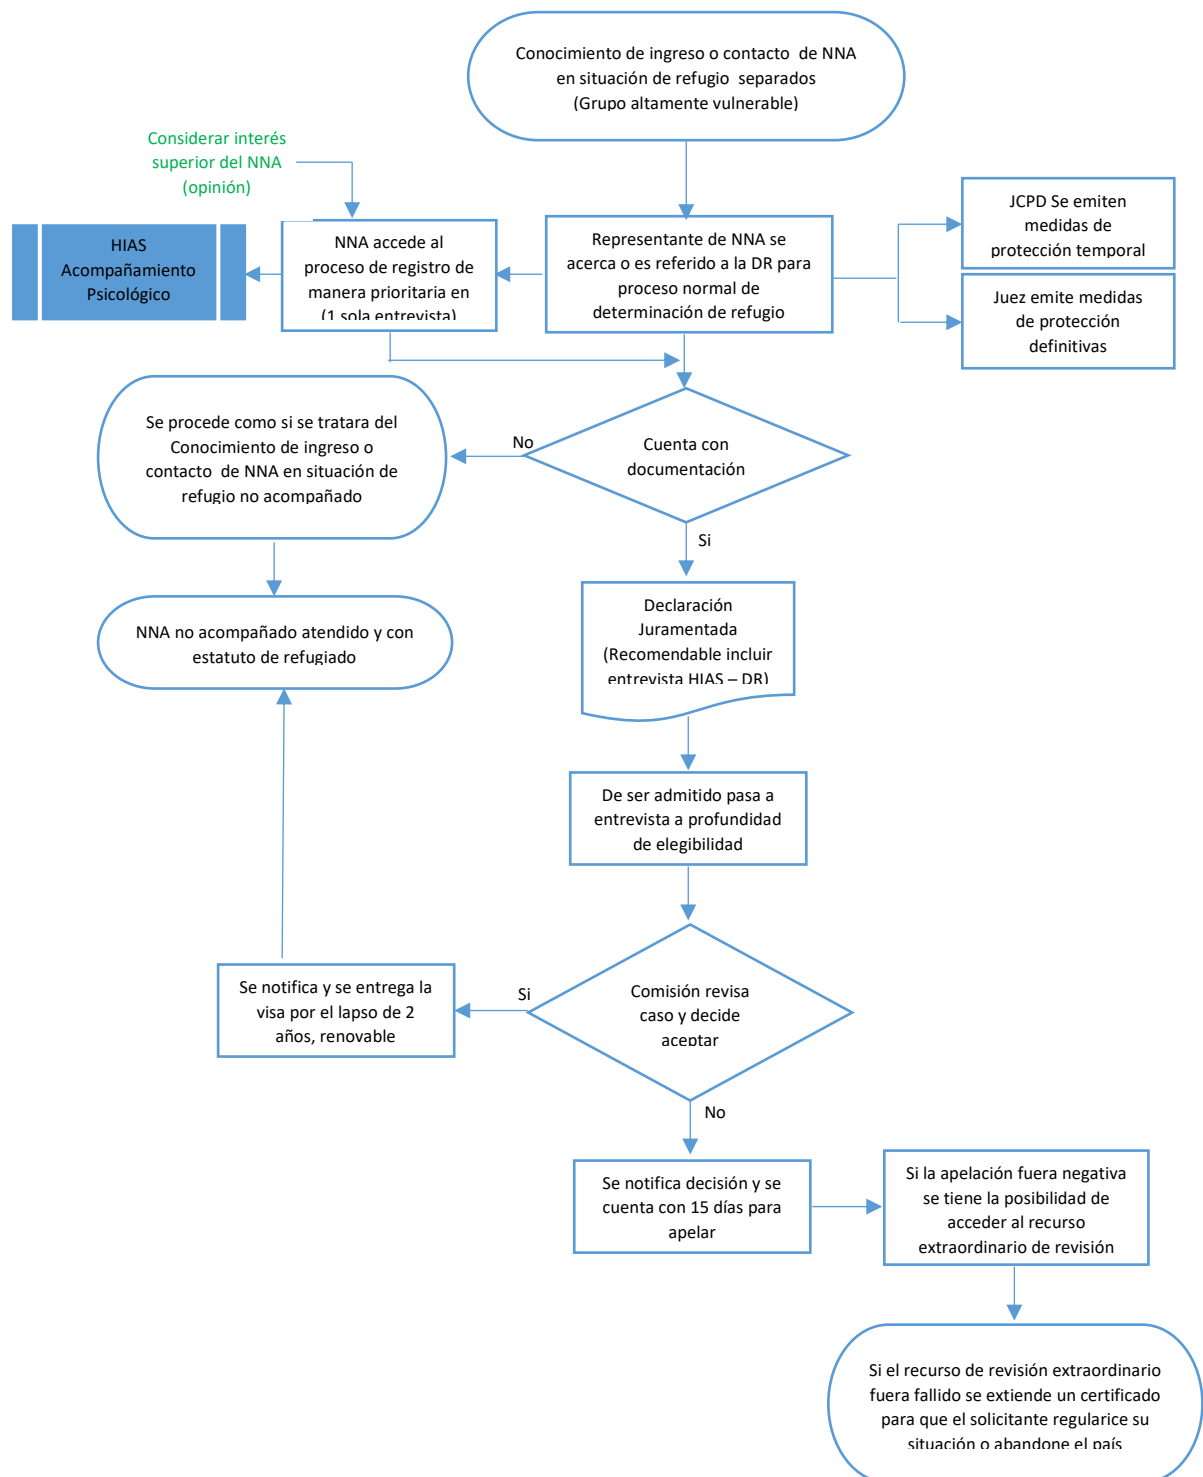 Conocimiento de ingreso o contacto de NNA
en situación de refugio separados
(Grupo altamente vulnerable)
Considerar interés
superior del NNA
(opinión)
HIAS
Acompañamiento
Psicológico
NNA accede al
proceso de registro de
manera prioritaria en
(1 sola entrevista)
Representante de NNA se
acerca o es referido a la DR para
proceso normal de
determinación de refugio
JCPD Se emiten
medidas de
protección temporal
Juez emite medidas
de protección
definitivas
Se procede como si se tratara del
Conocimiento de ingreso o
contacto de NNA en situación de
refugio no acompañado
No
Cuenta con
documentación
Si
NNA no acompañado atendido y con
estatuto de refugiado
Declaración
Juramentada
(Recomendable incluir
entrevista HIAS – DR)
De ser admitido pasa a
entrevista a profundidad
de elegibilidad
Se notifica y se entrega la
visa por el lapso de 2
años, renovable
Si
Comisión revisa
caso y decide
aceptar
No
Se notifica decisión y se
cuenta con 15 días para
apelar
Si la apelación fuera negativa
se tiene la posibilidad de
acceder al recurso
extraordinario de revisión
Si el recurso de revisión extraordinario
fuera fallido se extiende un certificado
para que el solicitante regularice su
situación o abandone el país